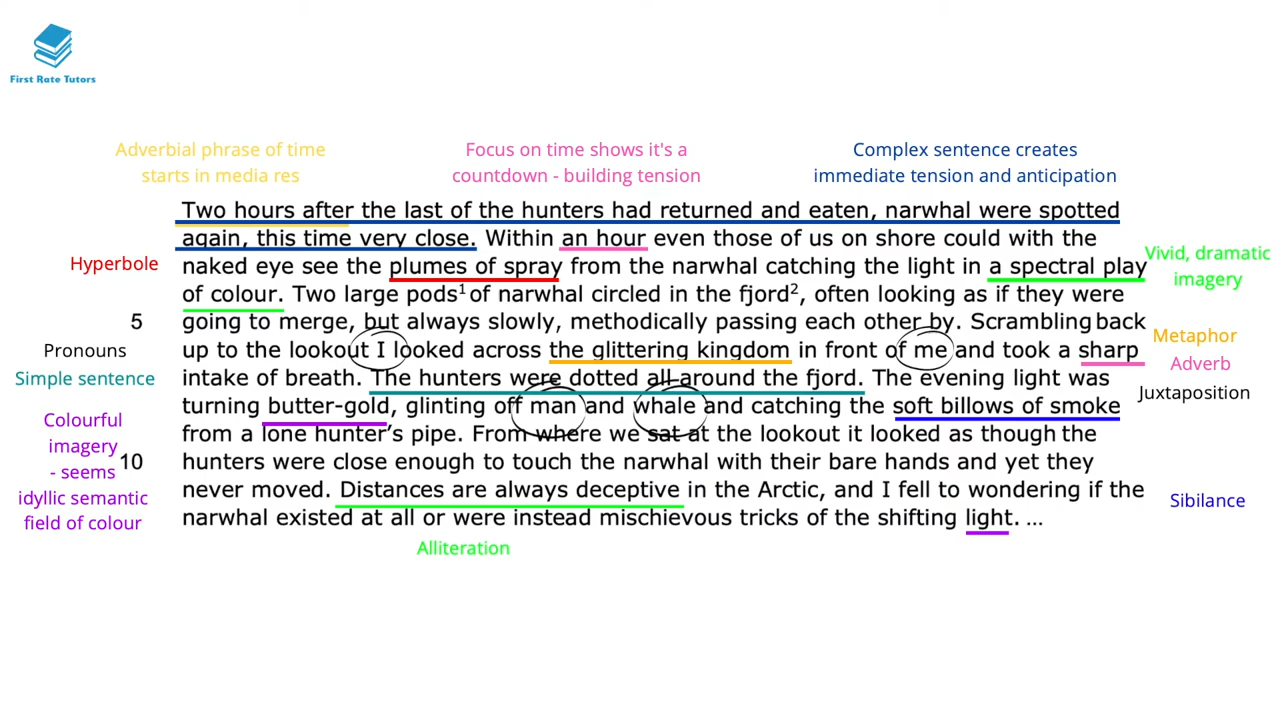 First Rate Tutors
Adverbial phrase of time
starts in media res
Focus on time shows it's a
countdown - building tension
Complex sentence creates
immediate tension and anticipation
Two hours after the last of the hunters had returned and eaten, narwhal were spotted
again, this time very close. Within an hour even those of us on shore could with the
Hyperbole
naked eye see the plumes of spray from the narwhal catching the light in a spectral play
Vivid, dramatic
imagery
of colour. Two large pods¹ of narwhal circled in the fjord², often looking as if they were
5
going to merge, but always slowly, methodically passing each other by. Scrambling back
Pronouns
up to the lookout I looked across the glittering kingdom in front of me and took a sharp
Metaphor
Adverb
Simple sentence
intake of breath. The hunters were dotted all around the fjord. The evening light was
Juxtaposition
turning butter-gold, glinting off man and whale and catching the soft billows of smoke
Colourful
imagery
- seems
idyllic semantic
field of colour
from a lone hunter's pipe. From where we sat at the lookout it looked as though the
10
hunters were close enough to touch the narwhal with their bare hands and yet they
never moved. Distances are always deceptive in the Arctic, and I fell to wondering if the
Sibilance
narwhal existed at all or were instead mischievous tricks of the shifting light. ...
Alliteration